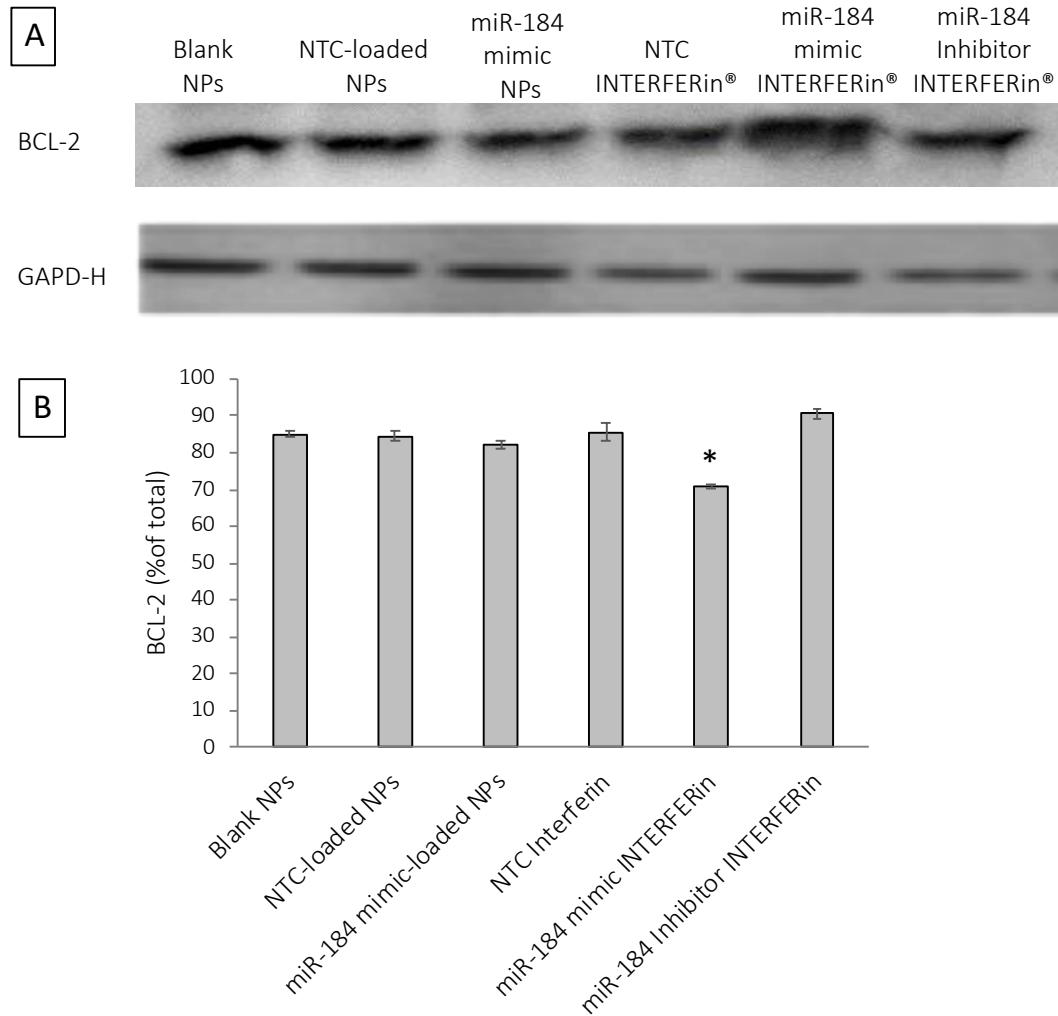 A
Blank
NPs
NTC-loaded
NPs
miR-184
mimic
NPs
NTC
INTERFERin®
miR-184
mimic
INTERFERin®
miR-184
Inhibitor
INTERFERin®
BCL-2
GAPD-H
B
BCL-2 (%of total)
100
90
80
70
60
50
40
30
20
10
0
*
Blank NPs
NTC-loaded NPs
miR-184 mimic-loaded NPs
NTC Interferin
miR-184 mimic INTERFERin
miR-184 Inhibitor INTERFERin